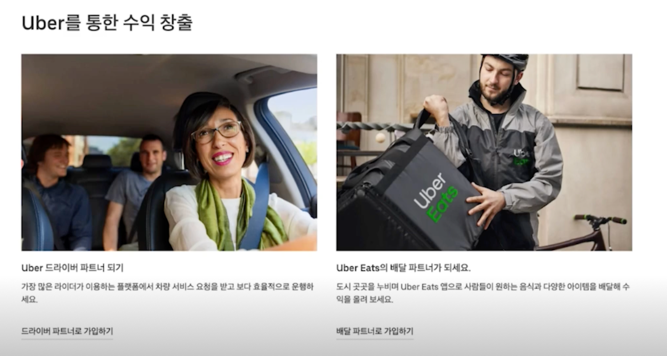 Uber를 통한 수익 창출
Uber
Eats
Uber
Eats
Uber 드라이버 파트너 되기
가장 많은 라이더가 이용하는 플랫폼에서 차량 서비스 요청을 받고 보다 효율적으로 운행하
세요.
드라이버 파트너로 가입하기
Uber Eats의 배달 파트너가 되세요.
도시 곳곳을 누비며 Uber Eats 앱으로 사람들이 원하는 음식과 다양한 아이템을 배달해 수
익을 올려 보세요.
배달 파트너로 가입하기